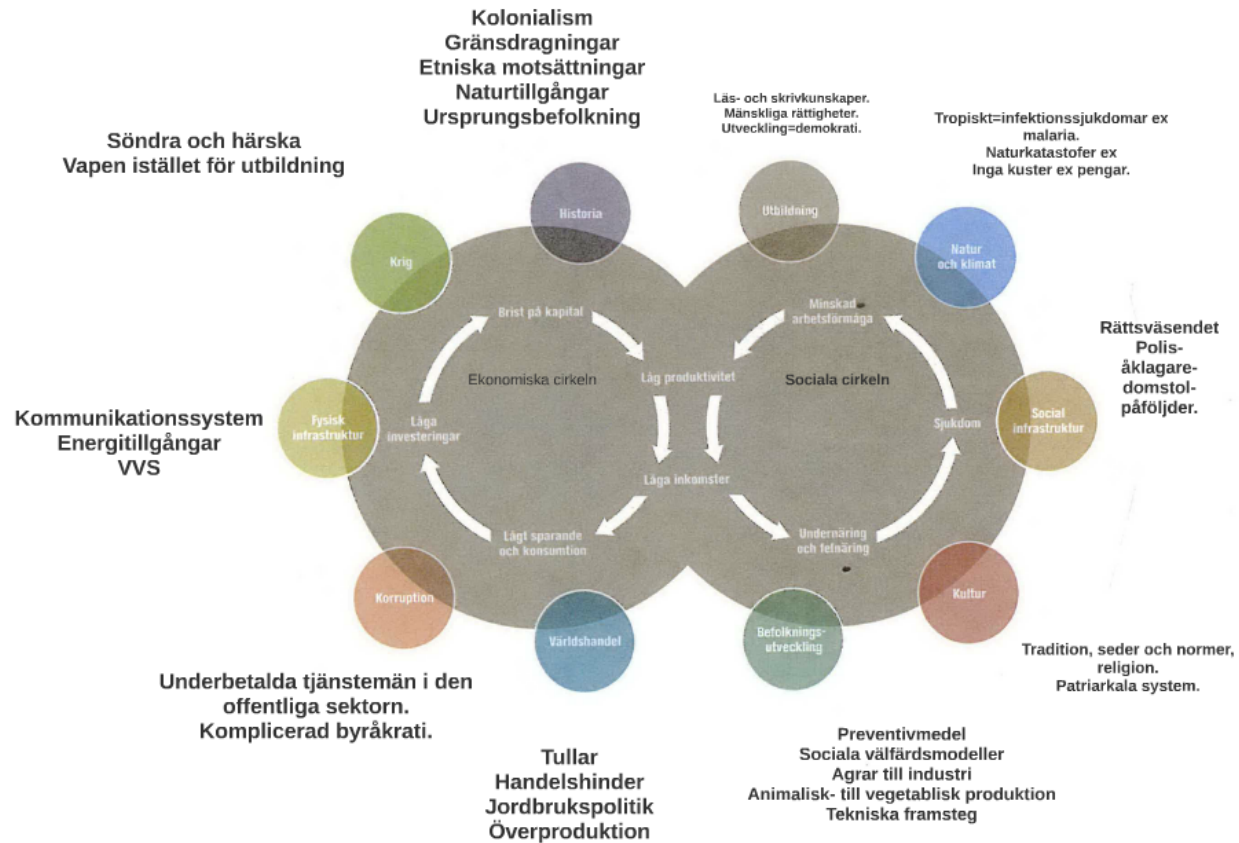 Kolonialism
Gränsdragningar
Etniska motsättningar
Naturtillgångar
Ursprungsbefolkning
Läs- och skrivkunskaper.
Mänskliga rättigheter.
Utveckling=demokrati.
Tropiskt=infektionssjukdomar ex
malaria.
Naturkatastofer ex
Inga kuster ex pengar.
Söndra och härska
Vapen istället för utbildning
Historia
Utbildning
Krig
Natur
och klimat
Brist på kapital
Minskad
arbetsförmåga
Rättsväsendet
Polis-
åklagare-
domstol-
påföljder.
Ekonomiska cirkeln
Låg produktivitet
Sociala cirkeln
Kommunikationssystem
Energitillgångar
VVS
Fysisk
infrastruktur
Låga
investeringar
Sjukdom
Social
infrastruktur
Låga inkomster
Lågt sparande
och konsumtion
Undernäring
och felnäring
Korruption
Världshandel
Befolknings-
utveckling
Kultur
Tradition, seder och normer,
religion.
Patriarkala system.
Underbetalda tjänstemän i den
offentliga sektorn.
Komplicerad byråkrati.
Tullar
Handelshinder
Jordbrukspolitik
Överproduktion
Preventivmedel
Sociala välfärdsmodeller
Agrar till industri
Animalisk- till vegetablisk produktion
Tekniska framsteg